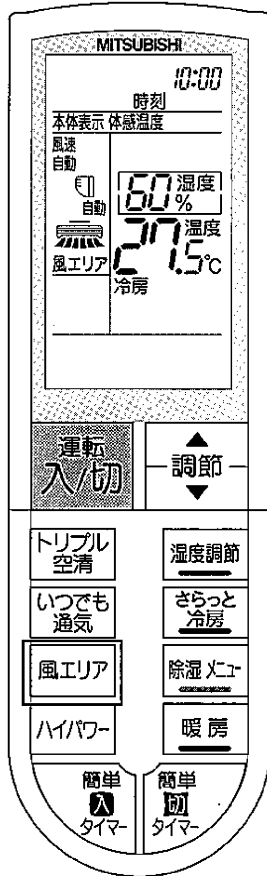 MITSUBISHI
10:00
時刻
本体表示 体感温度
風速
自動
自動
風エリア
60% 湿度
27.5℃ 温度
冷房
運転
入/切
調節
トリプル
空清
湿度調節
いつでも
通気
さらっと
冷房
風エリア
除湿メニュー
ハイパワー
暖房
簡単
入
タイマー
簡単
切
タイマー